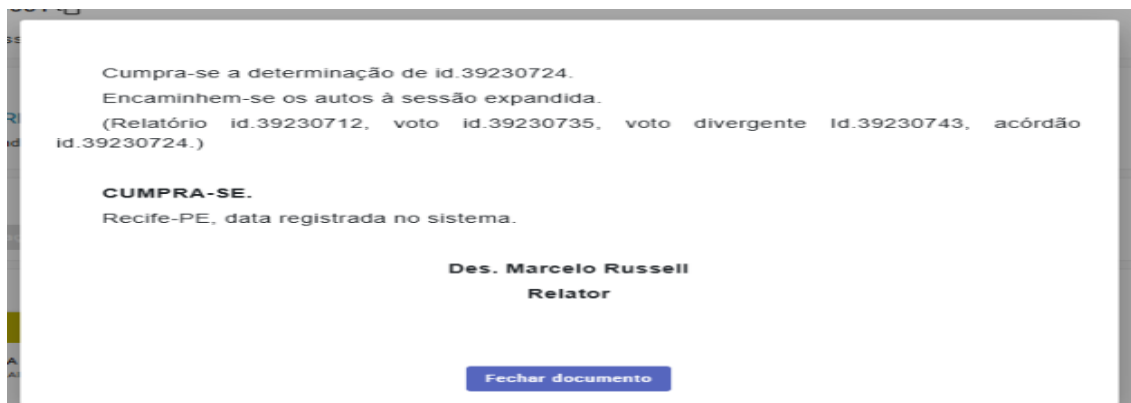 Cumpra-se a determinação de id.39230724.
Encaminhem-se os autos à sessão expandida.
(Relatório id.39230712, voto id.39230735, voto divergente Id.39230743, acórdão
id.39230724.)
CUMPRA-SE.
Recife-PE, data registrada no sistema.
Des. Marcelo Russell
Relator
Fechar documento